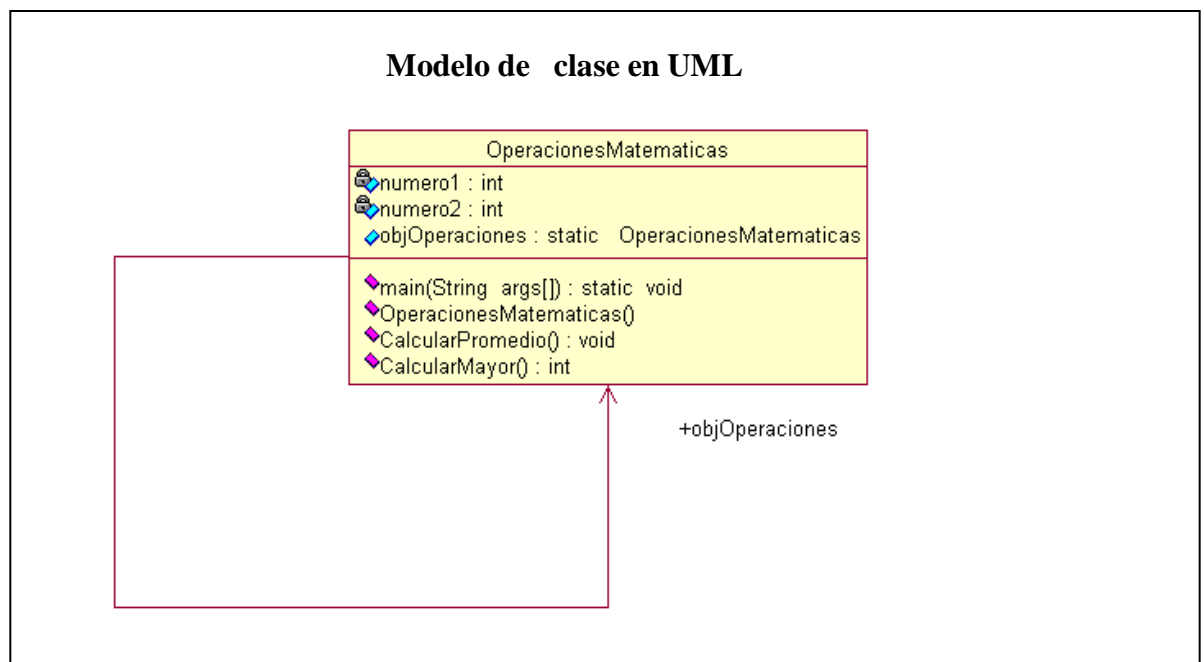 Modelo de clase en UML
OperacionesMatematicas
numero1 : int
numero2 : int
objOperaciones : static OperacionesMatematicas
main(String args[]) : static void
OperacionesMatematicas()
CalcularPromedio() : void
CalcularMayor() : int
+objOperaciones